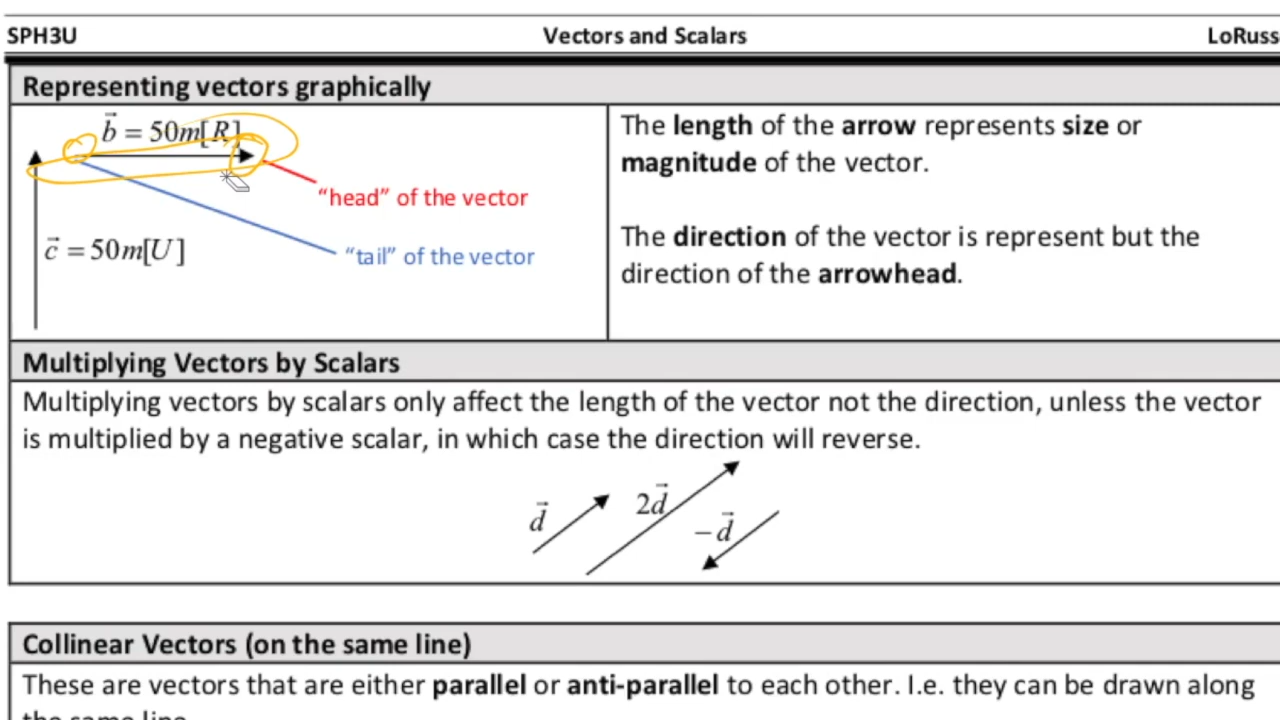 SPH3U Vectors and Scalars LoRuss
Representing vectors graphically
b⃗ = 50m[R]
"head" of the vector
c⃗ = 50m[U]
"tail" of the vector
The length of the arrow represents size or
magnitude of the vector.
The direction of the vector is represent but the
direction of the arrowhead.
Multiplying Vectors by Scalars
Multiplying vectors by scalars only affect the length of the vector not the direction, unless the vector
is multiplied by a negative scalar, in which case the direction will reverse.
d⃗ 2d⃗ −d⃗
Collinear Vectors (on the same line)
These are vectors that are either parallel or anti-parallel to each other. I.e. they can be drawn along
the same line